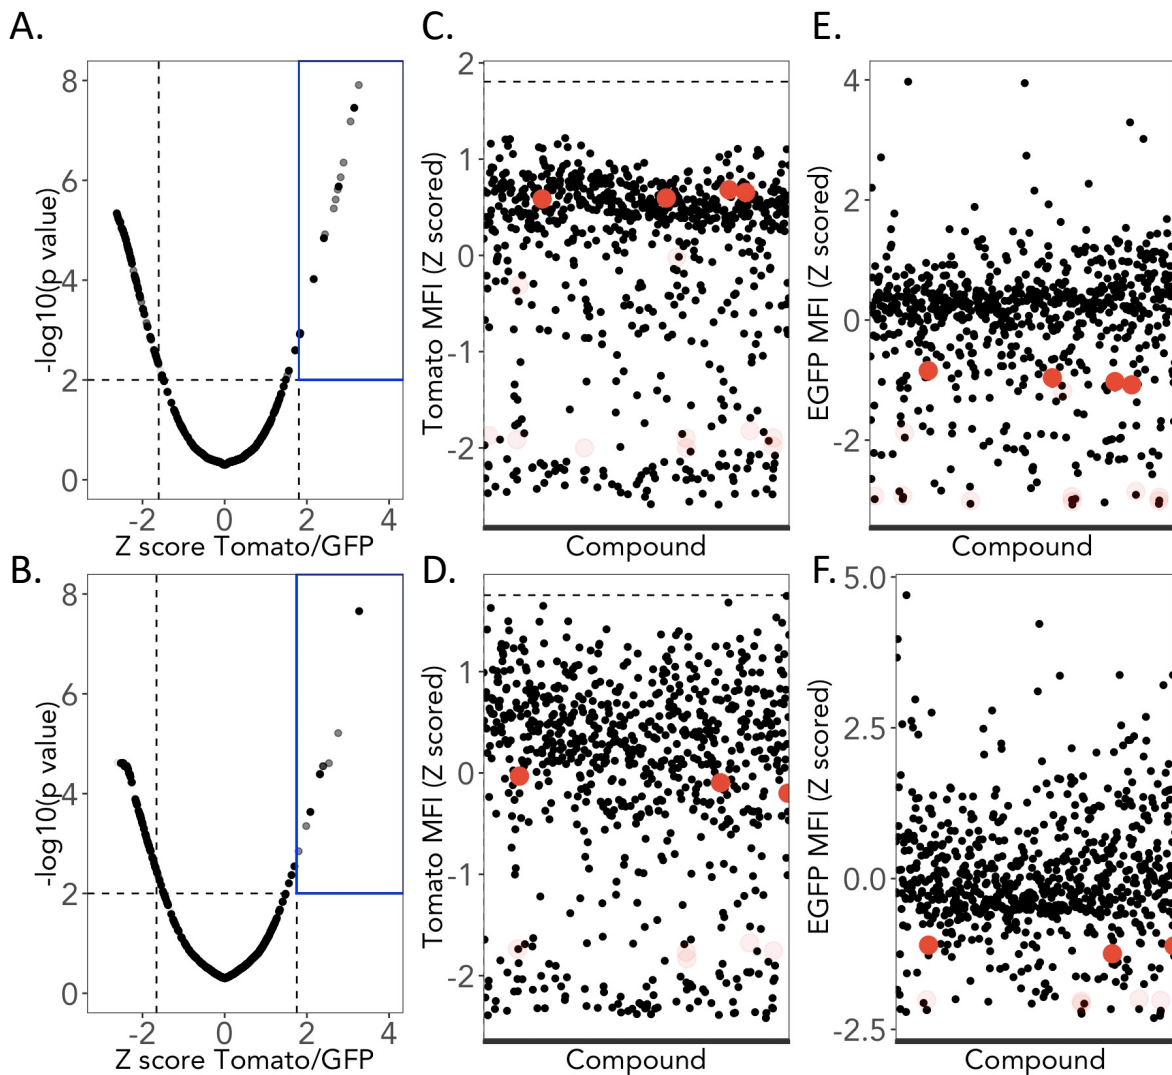 A.
8
6
4
2
0
-log10(p value)
-2
0
2
4
Z score Tomato/GFP
C.
2
1
0
-1
-2
Tomato MFI (Z scored)
Compound
E.
4
2
0
-2
EGFP MFI (Z scored)
Compound
B.
8
6
4
2
0
-log10(p value)
-2
0
2
4
Z score Tomato/GFP
D.
1
0
-1
-2
Tomato MFI (Z scored)
Compound
F.
5.0
2.5
0.0
-2.5
EGFP MFI (Z scored)
Compound